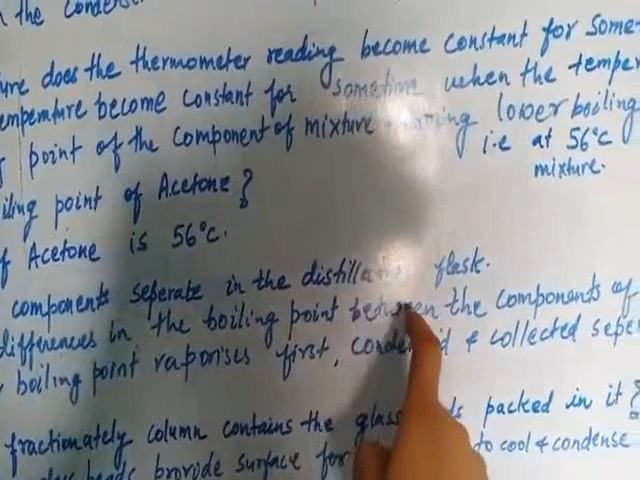 n the condense
ure does the thermometer reading become constant for some
emperature become constant for sometime when the temper
point of the component of mixture having lower boiling
i.e at 56°c
mixture.
iling point of Acetone?
f Acetone is 56°c.
components seperate in the distillation flask.
differences in the boiling point between the components of
boiling point vaporises first, condensed & collected sepe
fractionately column contains the glass packed in it?
beads provide surface for to cool & condense